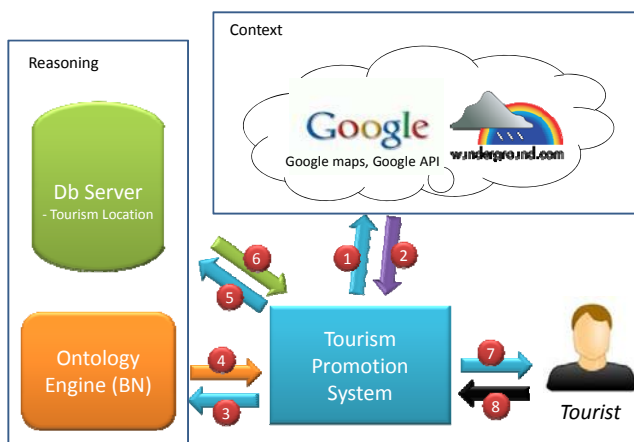 Context
Reasoning
Google
wunderground.com
Google maps, Google API
Db Server
- Tourism Location
6
1
2
5
Ontology
Engine (BN)
4
3
Tourism
Promotion
System
7
8
Tourist